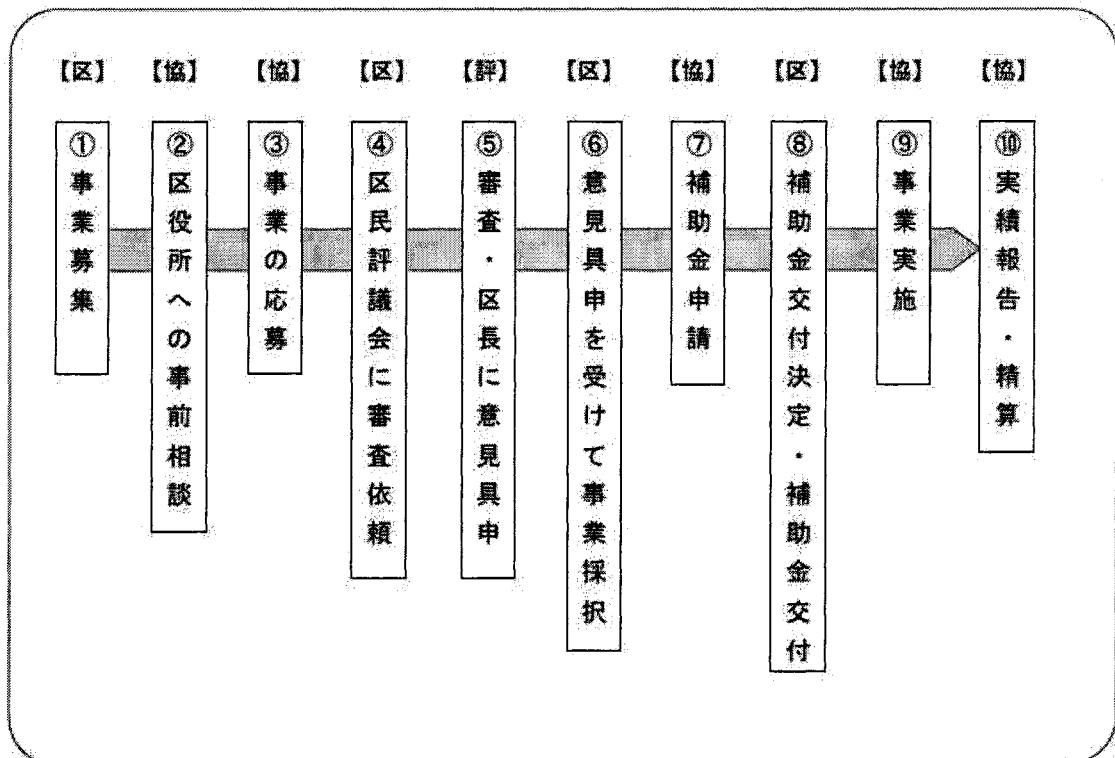 【区】 【協】 【協】 【区】 【評】 【区】 【協】 【区】 【協】 【協】
①事業募集
②区役所への事前相談
③事業の応募
④区民評議会に審査依頼
⑤審査・区長に意見具申
⑥意見具申を受けて事業採択
⑦補助金申請
⑧補助金交付決定・補助金交付
⑨事業実施
⑩実績報告・精算